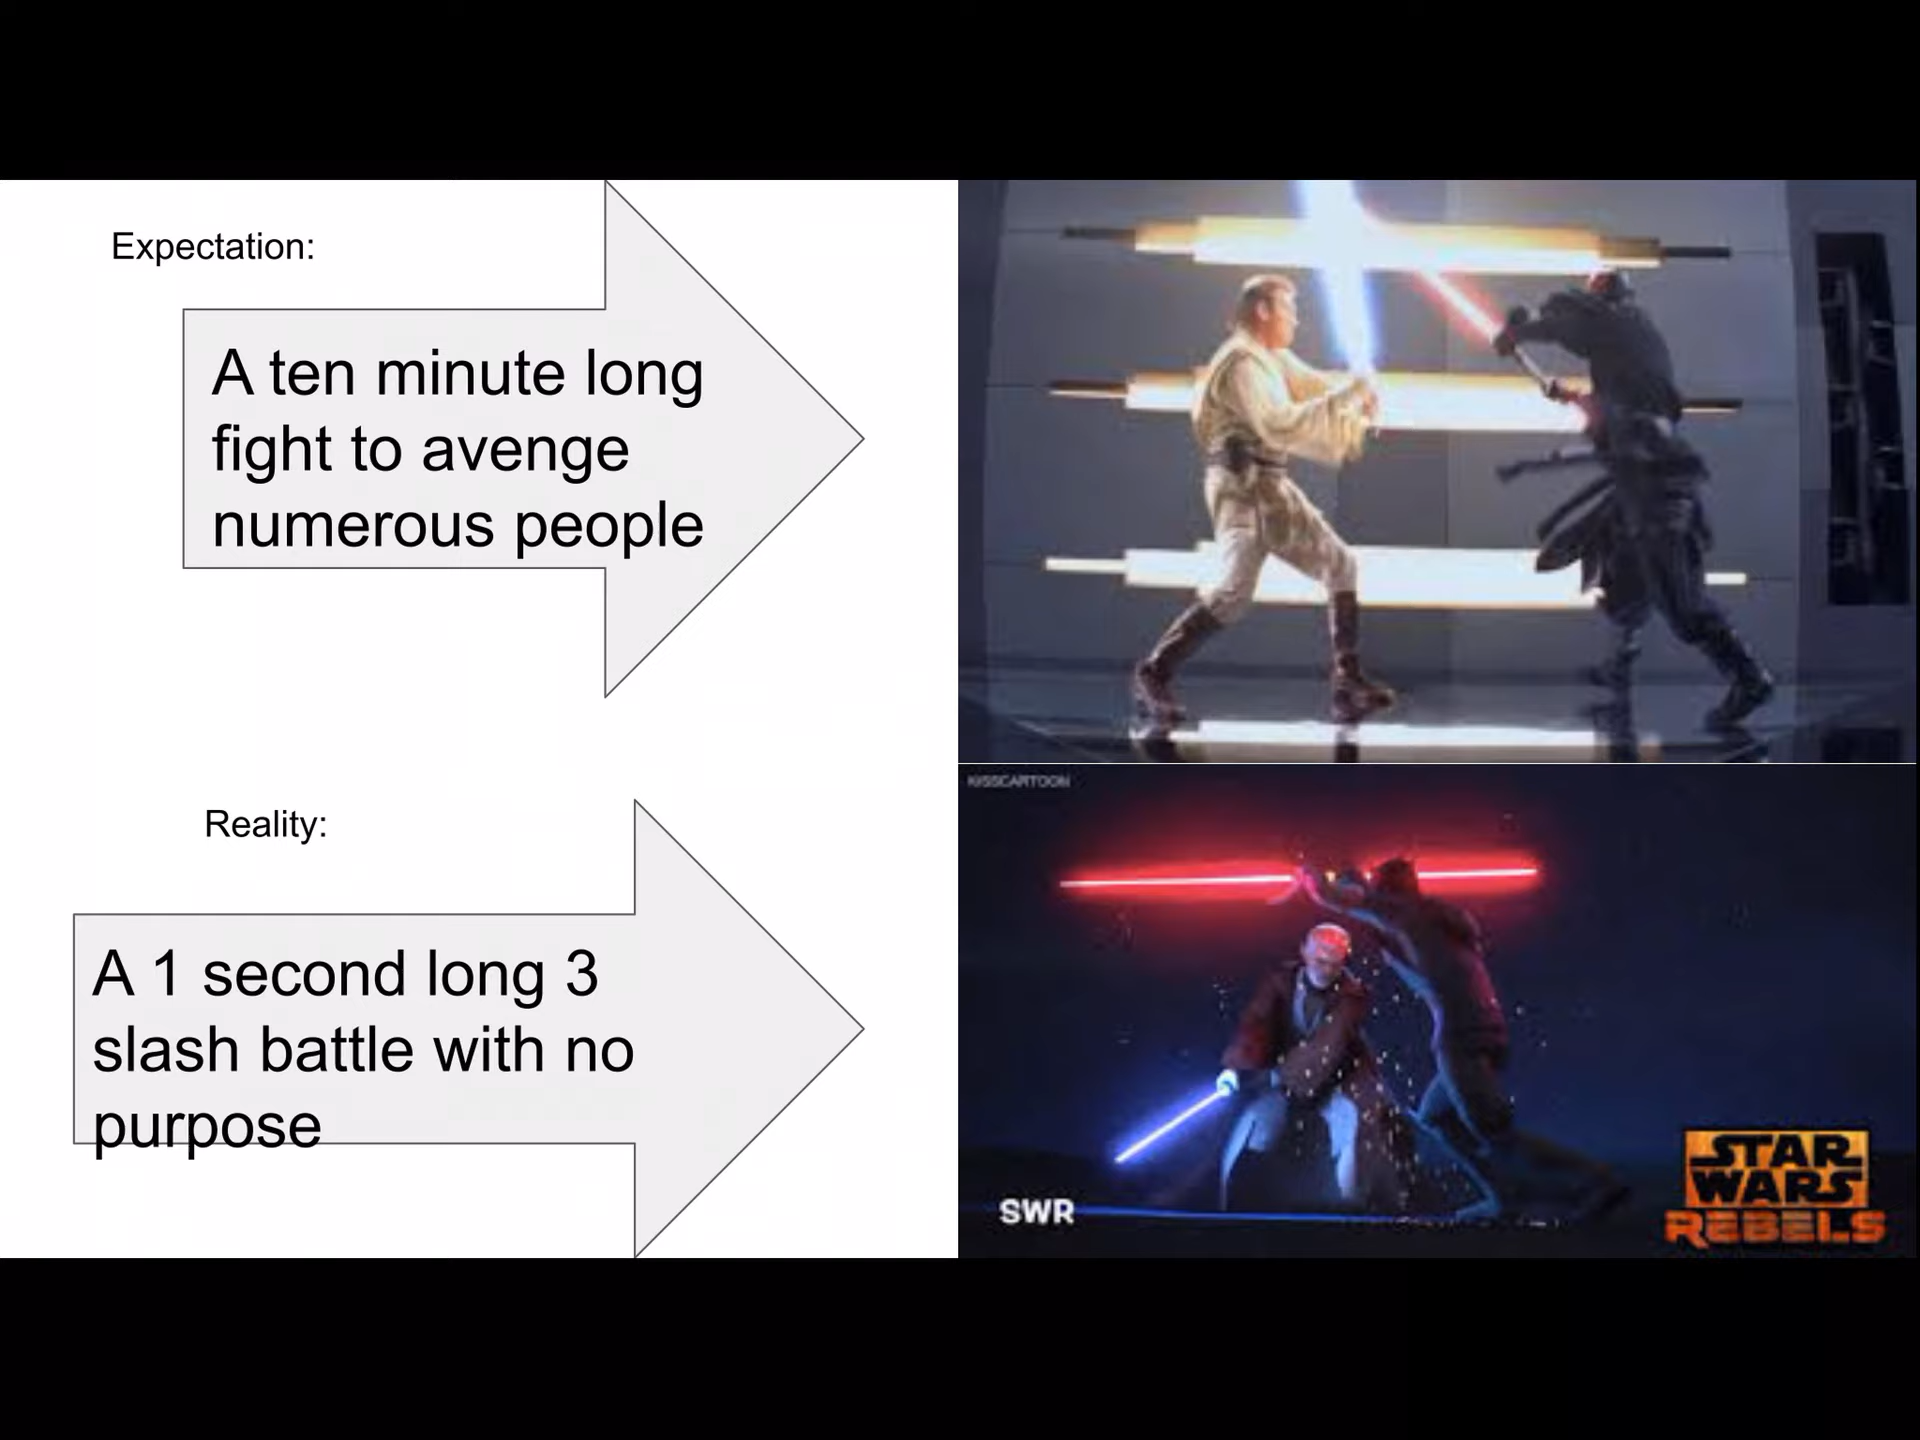 Expectation:
A ten minute long
fight to avenge
numerous people
KISSCARTOON
Reality:
A 1 second long 3
slash battle with no
purpose
SWR
STAR
WARS
REBELS